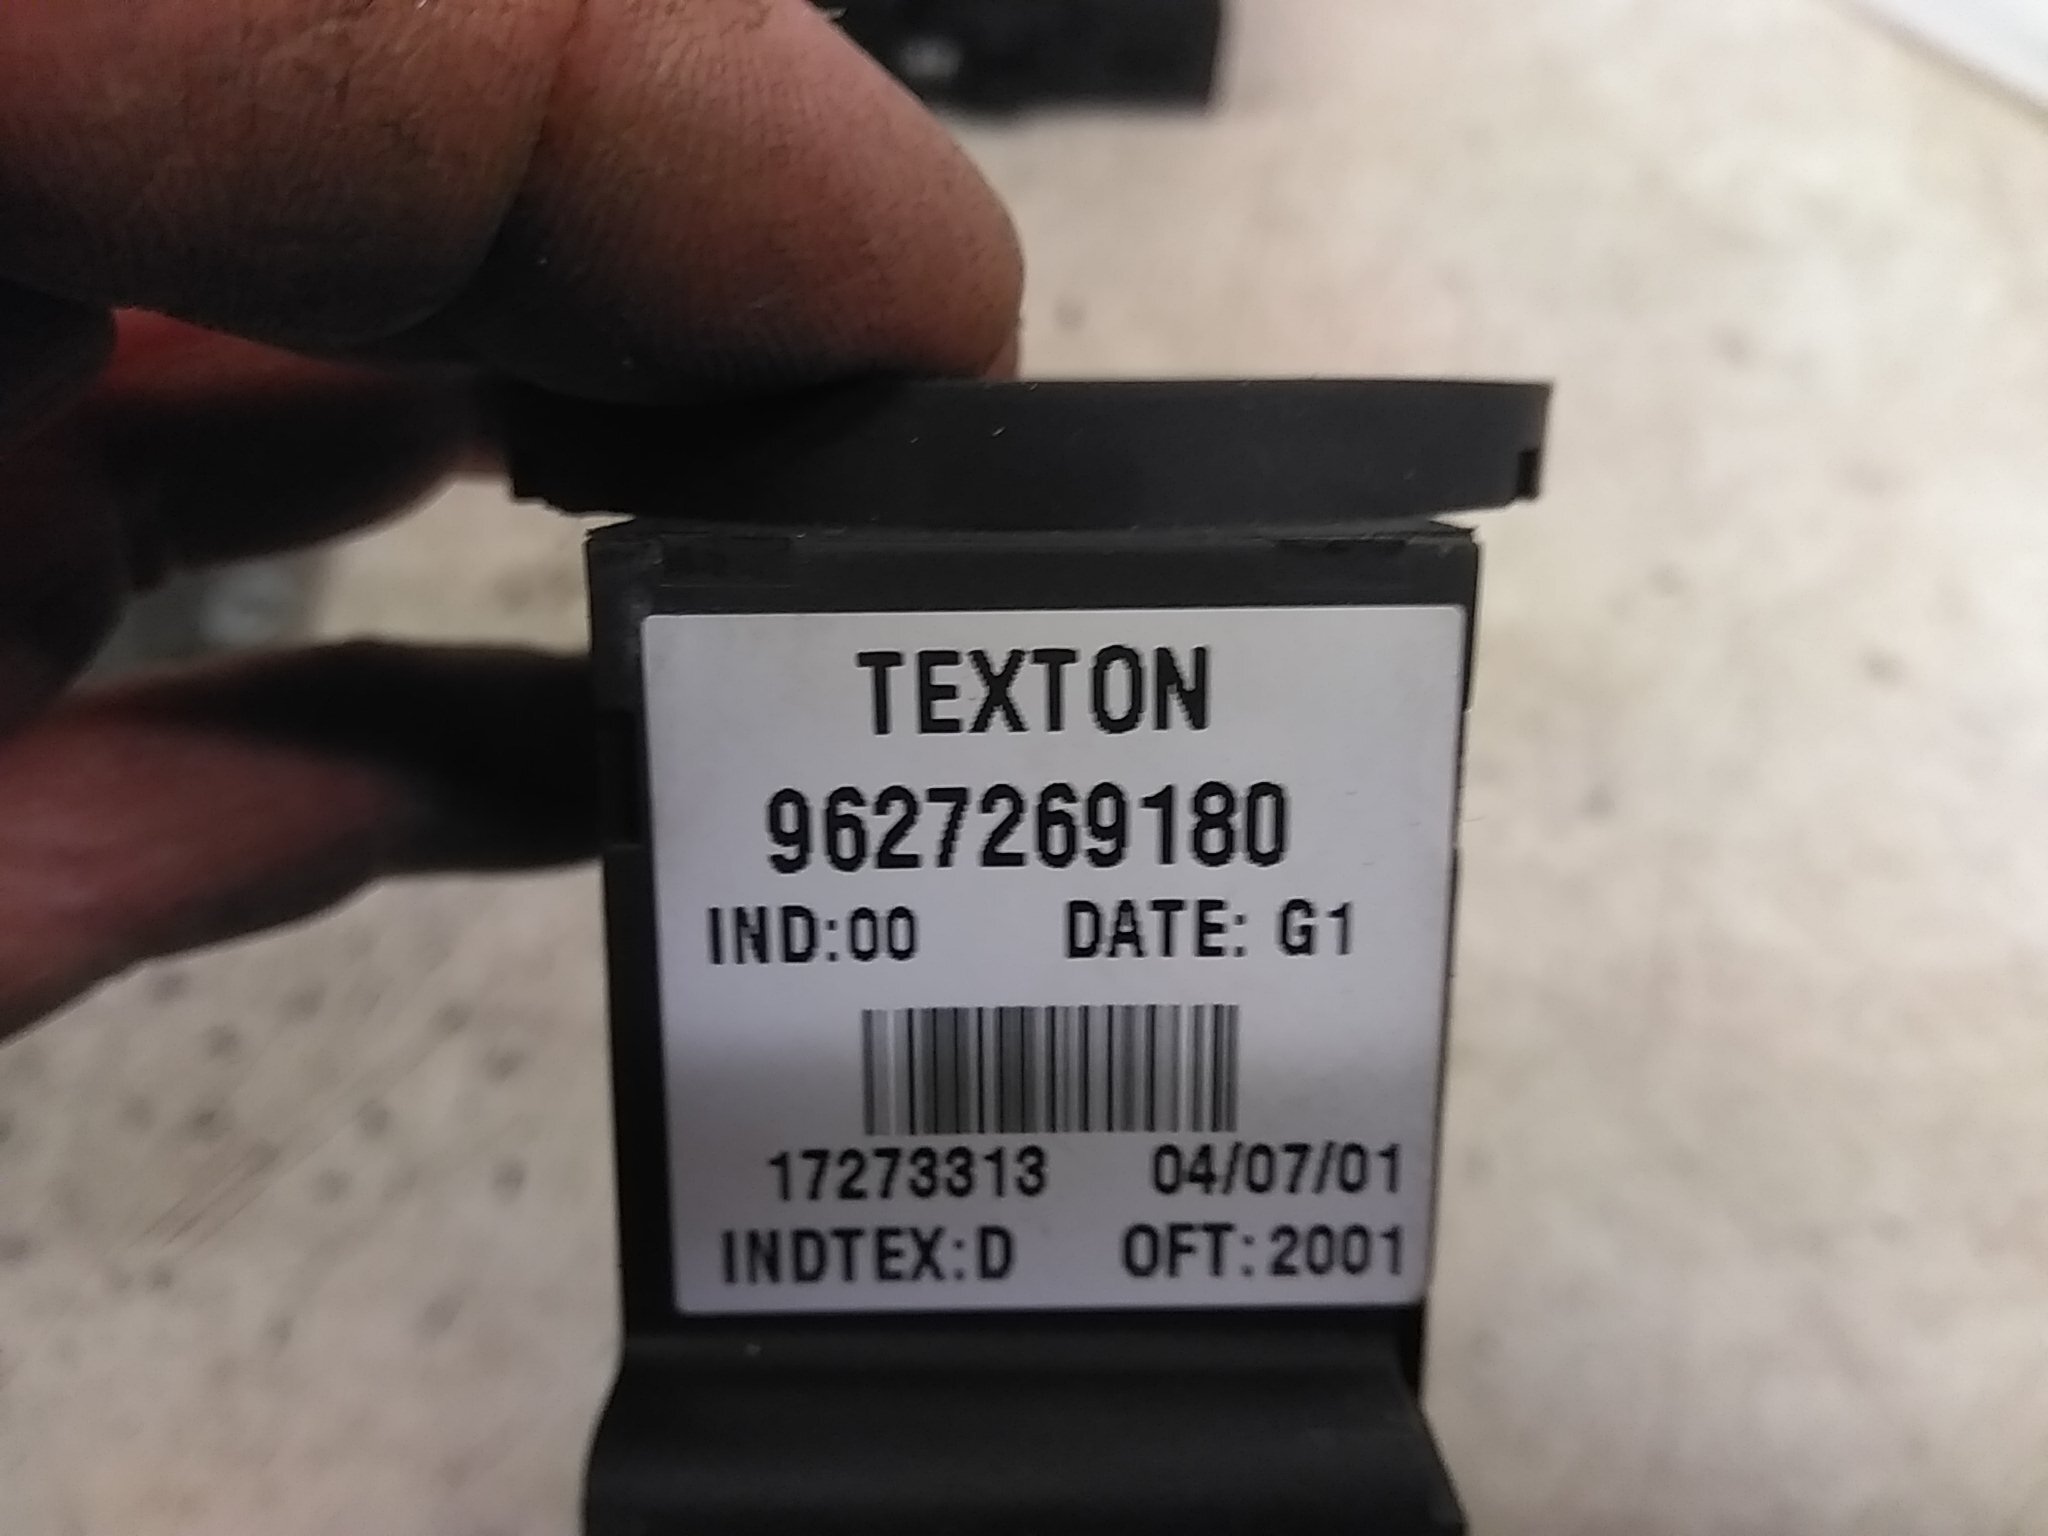 TEXTON
9627269180
IND:00 DATE: G1
17273313 04/07/01
INDTEX:D OFT:2001